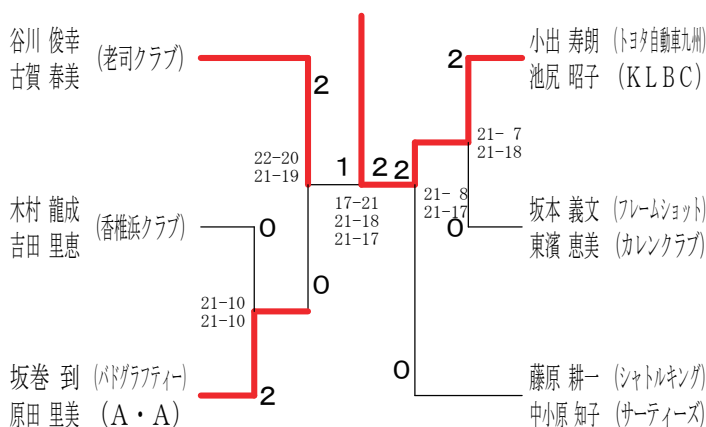 谷川 俊幸
古賀 春美
(老司クラブ)
2
22-20
21-19
木村 龍成
吉田 里恵
(香椎浜クラブ)
0
0
21-10
21-10
坂巻 到 (バドグラフティー)
原田 里美 (A・A)
2
1
2
17-21
21-18
21-17
2
21- 8
21-17
小出 寿朗 (トヨタ自動車九州)
池尻 昭子 (KLBC)
2
21- 7
21-18
坂本 義文 (フレームショット)
東濱 恵美 (カレンクラブ)
0
藤原 耕一 (シャトルキング)
中小原 知子 (サーティーズ)
0